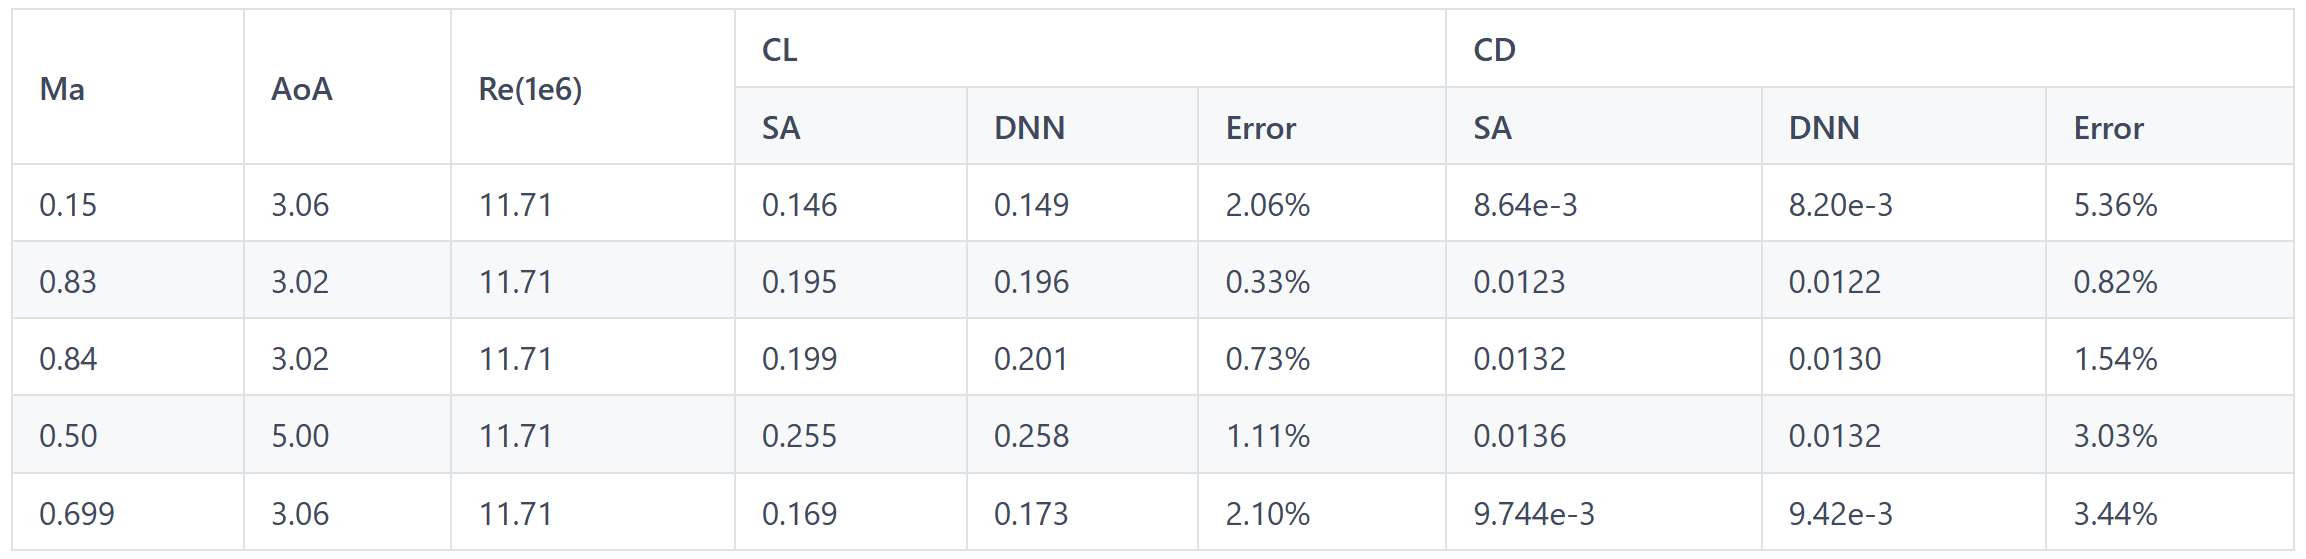 Ma AoA Re(1e6) CL CD
SA DNN Error SA DNN Error
0.15 3.06 11.71 0.146 0.149 2.06% 8.64e-3 8.20e-3 5.36%
0.83 3.02 11.71 0.195 0.196 0.33% 0.0123 0.0122 0.82%
0.84 3.02 11.71 0.199 0.201 0.73% 0.0132 0.0130 1.54%
0.50 5.00 11.71 0.255 0.258 1.11% 0.0136 0.0132 3.03%
0.699 3.06 11.71 0.169 0.173 2.10% 9.744e-3 9.42e-3 3.44%